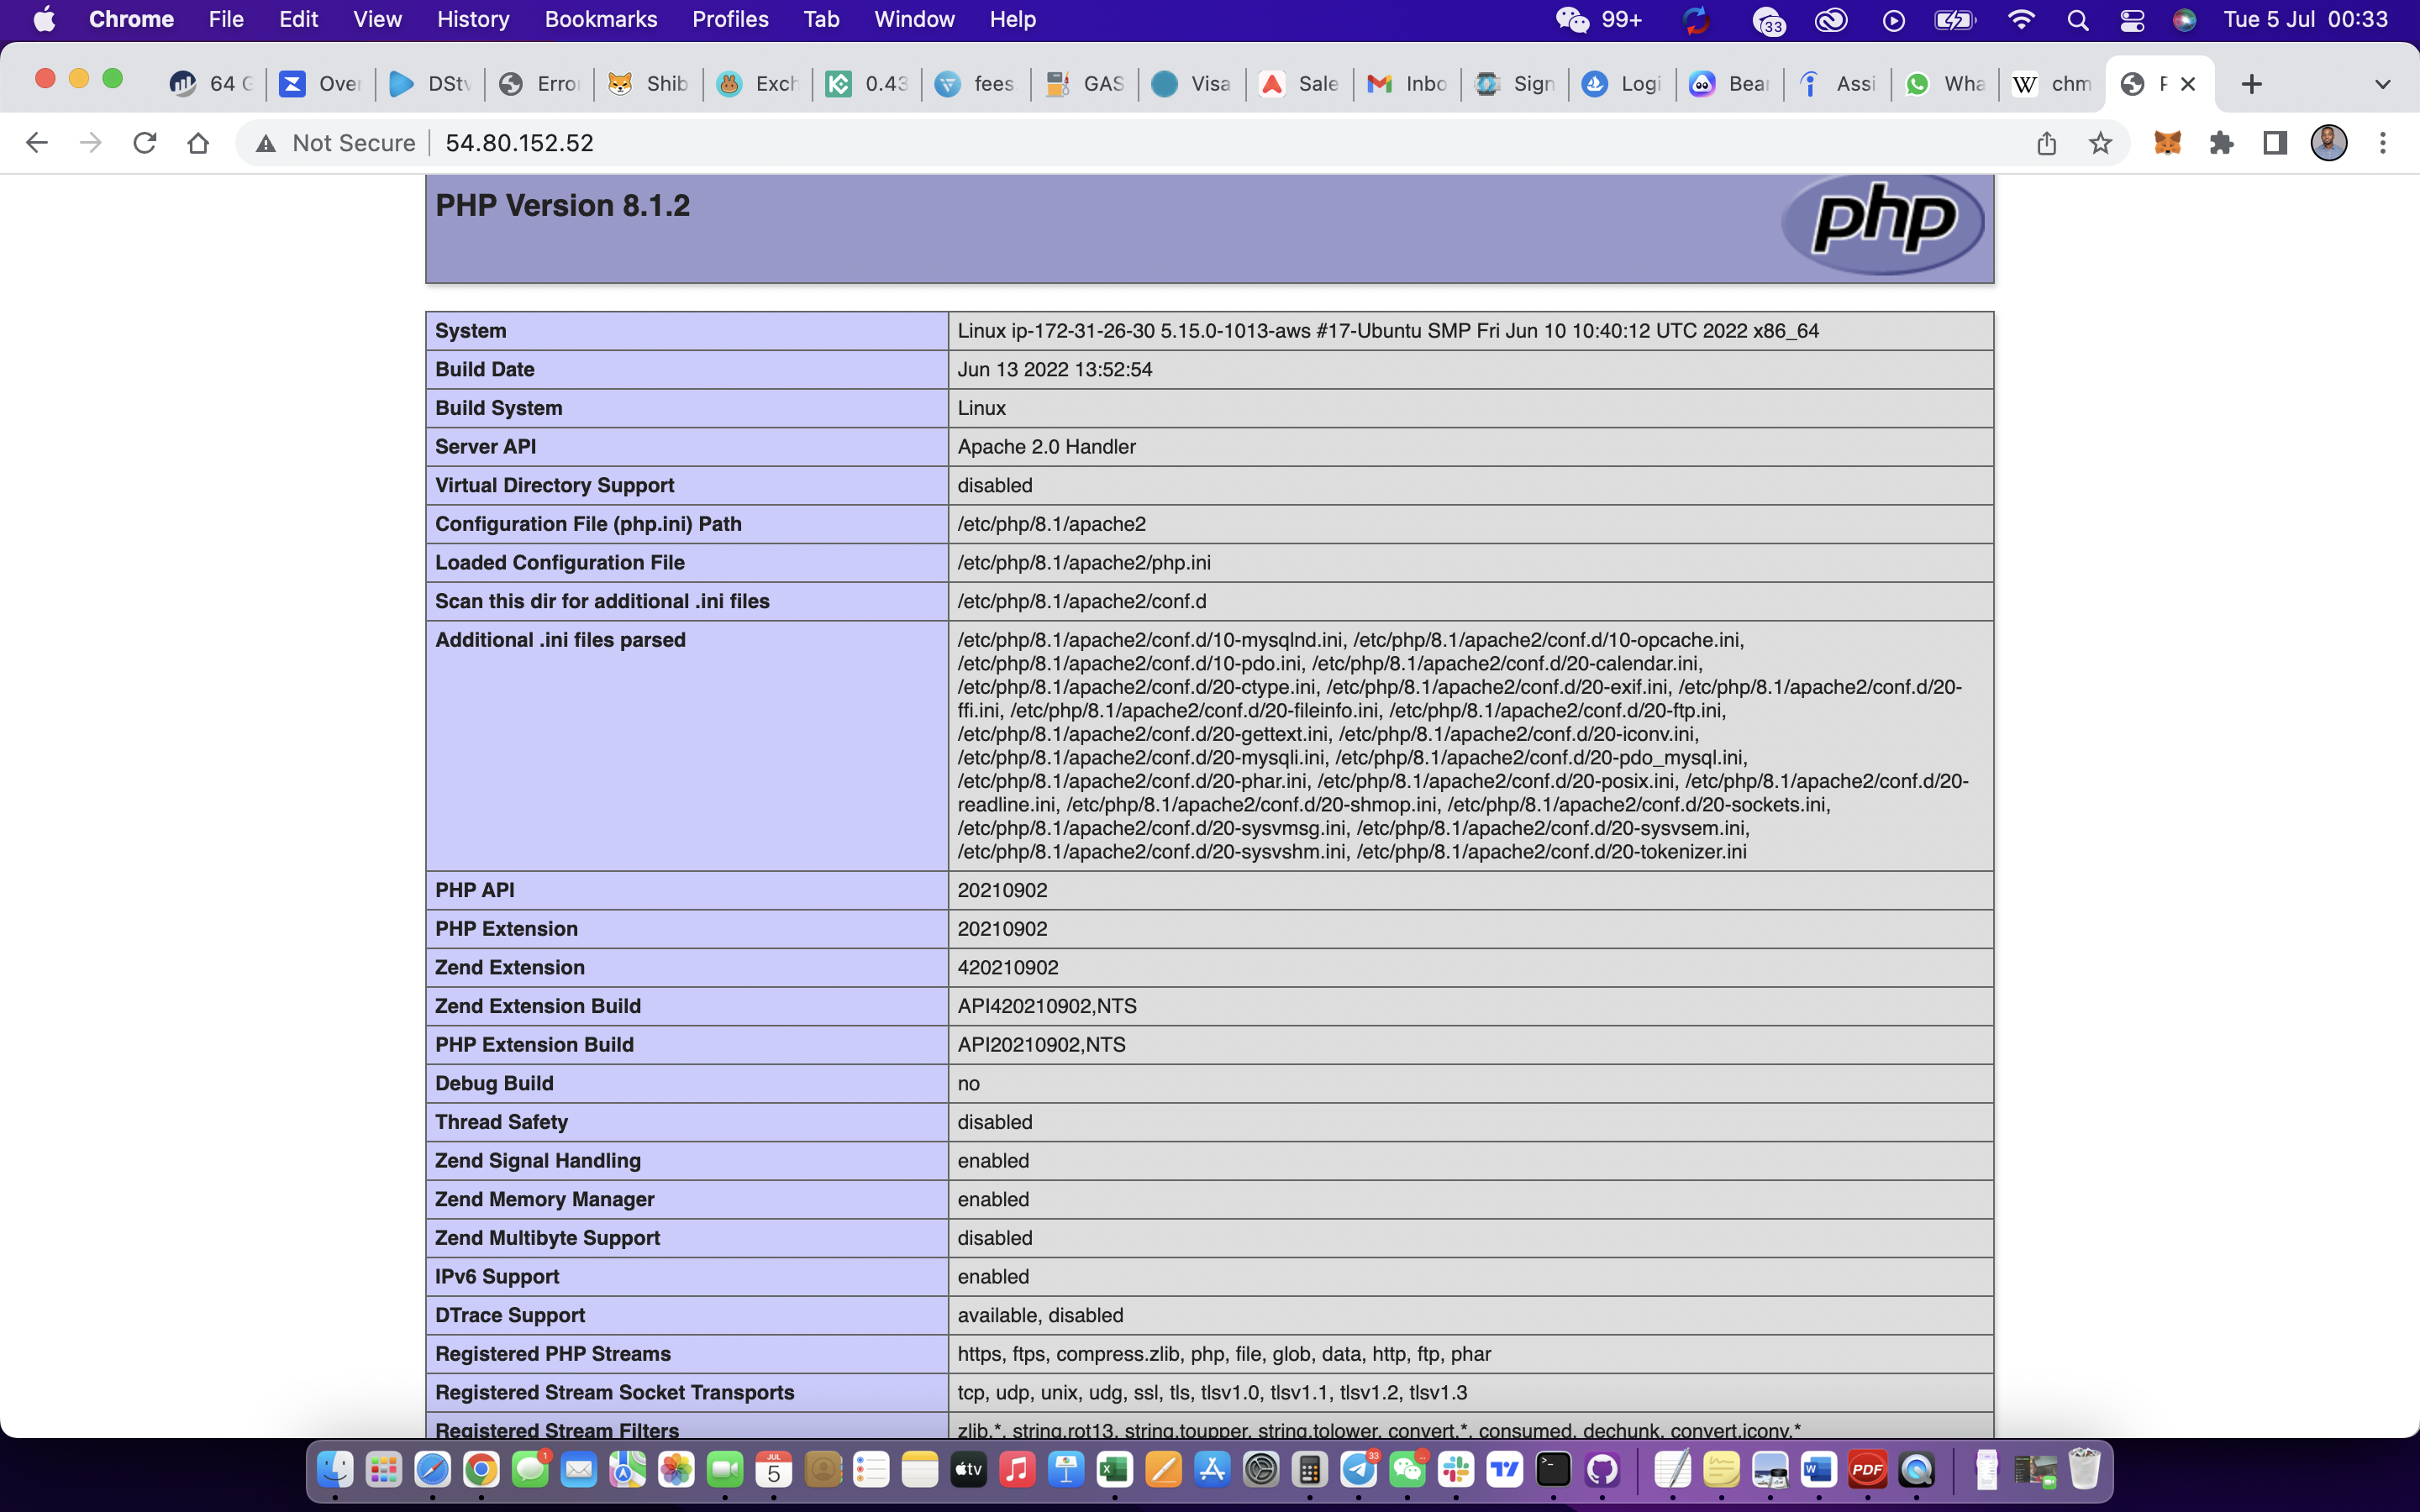 Chrome File Edit View History Bookmarks Profiles Tab Window Help 99+ 33 Tue 5 Jul 00:33
64 G Over DStv Erro Shib Exch 0.43 fees GAS Visa Sale Inbo Sign Logi Bear Assi Wha W chm P
Not Secure 54.80.152.52
PHP Version 8.1.2
php
System Linux ip-172-31-26-30 5.15.0-1013-aws #17-Ubuntu SMP Fri Jun 10 10:40:12 UTC 2022 x86_64
Build Date Jun 13 2022 13:52:54
Build System Linux
Server API Apache 2.0 Handler
Virtual Directory Support disabled
Configuration File (php.ini) Path /etc/php/8.1/apache2
Loaded Configuration File /etc/php/8.1/apache2/php.ini
Scan this dir for additional .ini files /etc/php/8.1/apache2/conf.d
Additional .ini files parsed /etc/php/8.1/apache2/conf.d/10-mysqlnd.ini, /etc/php/8.1/apache2/conf.d/10-opcache.ini,
/etc/php/8.1/apache2/conf.d/10-pdo.ini, /etc/php/8.1/apache2/conf.d/20-calendar.ini,
/etc/php/8.1/apache2/conf.d/20-ctype.ini, /etc/php/8.1/apache2/conf.d/20-exif.ini, /etc/php/8.1/apache2/conf.d/20-
ffi.ini, /etc/php/8.1/apache2/conf.d/20-fileinfo.ini, /etc/php/8.1/apache2/conf.d/20-ftp.ini,
/etc/php/8.1/apache2/conf.d/20-gettext.ini, /etc/php/8.1/apache2/conf.d/20-iconv.ini,
/etc/php/8.1/apache2/conf.d/20-mysqli.ini, /etc/php/8.1/apache2/conf.d/20-pdo_mysql.ini,
/etc/php/8.1/apache2/conf.d/20-phar.ini, /etc/php/8.1/apache2/conf.d/20-posix.ini, /etc/php/8.1/apache2/conf.d/20-
readline.ini, /etc/php/8.1/apache2/conf.d/20-shmop.ini, /etc/php/8.1/apache2/conf.d/20-sockets.ini,
/etc/php/8.1/apache2/conf.d/20-sysvmsg.ini, /etc/php/8.1/apache2/conf.d/20-sysvsem.ini,
/etc/php/8.1/apache2/conf.d/20-sysvshm.ini, /etc/php/8.1/apache2/conf.d/20-tokenizer.ini
PHP API 20210902
PHP Extension 20210902
Zend Extension 420210902
Zend Extension Build API420210902,NTS
PHP Extension Build API20210902,NTS
Debug Build no
Thread Safety disabled
Zend Signal Handling enabled
Zend Memory Manager enabled
Zend Multibyte Support disabled
IPv6 Support enabled
DTrace Support available, disabled
Registered PHP Streams https, ftps, compress.zlib, php, file, glob, data, http, ftp, phar
Registered Stream Socket Transports tcp, udp, unix, udg, ssl, tls, tlsv1.0, tlsv1.1, tlsv1.2, tlsv1.3
Registered Stream Filters zlib.*, string.rot13, string.toupper, string.tolower, convert.*, consumed, dechunk, convert.iconv.*
1 JUL 5 tv 33 PDF